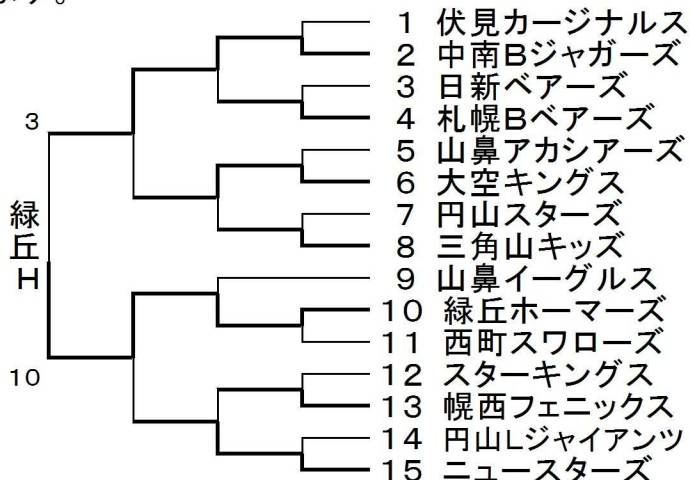 ます。
1 伏見カージナルス
2 中南Bジャガーズ
3 日新ベアーズ
4 札幌Bベアーズ
5 山鼻アカシアーズ
6 大空キングス
7 円山スターズ
8 三角山キッズ
9 山鼻イーグルス
10 緑丘ホーマーズ
11 西町スワローズ
12 スターキングス
13 幌西フェニックス
14 円山Lジャイアンツ
15 ニュースターズ
3
緑丘H
10